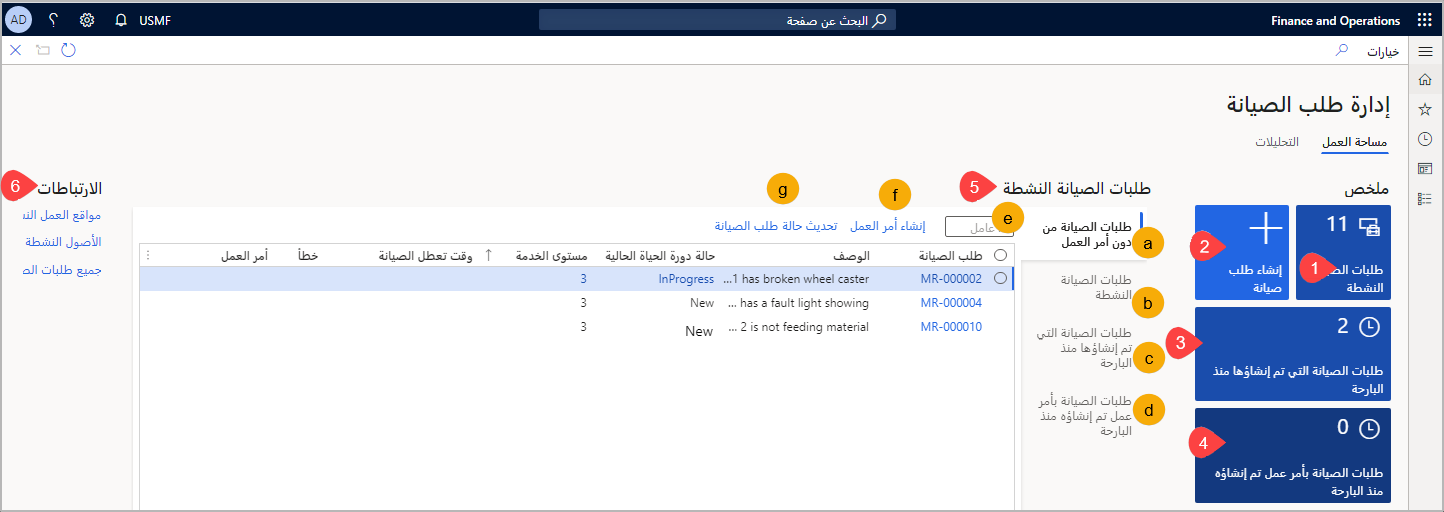 Finance and Operations
البحث عن صفحة
USMF
؟
AD
خيارات
إدارة طلب الصيانة
مساحة العمل
التحليلات
ملخص
11
طلبات
النشطة
1
إنشاء طلب
صيانة
2
2
طلبات الصيانة التي تم إنشاؤها منذ
البارحة
3
0
طلبات الصيانة بأمر عمل تم إنشاؤه
منذ البارحة
4
طلبات الصيانة النشطة
5
طلبات الصيانة من
دون أمر العمل
a
طلبات الصيانة
النشطة
b
طلبات الصيانة التي
تم إنشاؤها منذ
البارحة
c
طلبات الصيانة بأمر
عمل تم إنشاؤه منذ
البارحة
d
عامل
e
إنشاء أمر العمل
f
تحديث حالة طلب الصيانة
g
طلب الصيانة الوصف حالة دورة الحياة الحالية مستوى الخدمة وقت تعطل الصيانة خطأ أمر العمل
MR-000002 ...1 has broken wheel caster InProgress 3
MR-000004 ... has a fault light showing New 3
MR-000010 ... 2 is not feeding material New 3
الارتباطات
6
مواقع العمل
الأصول النشطة
جميع طلبات